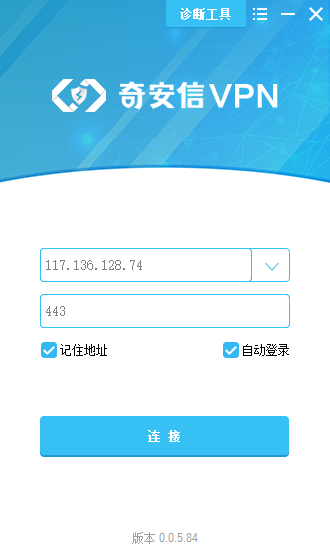 诊断工具
奇安信VPN
117.136.128.74
443
记住地址 自动登录
连 接
版本 0.0.5.84